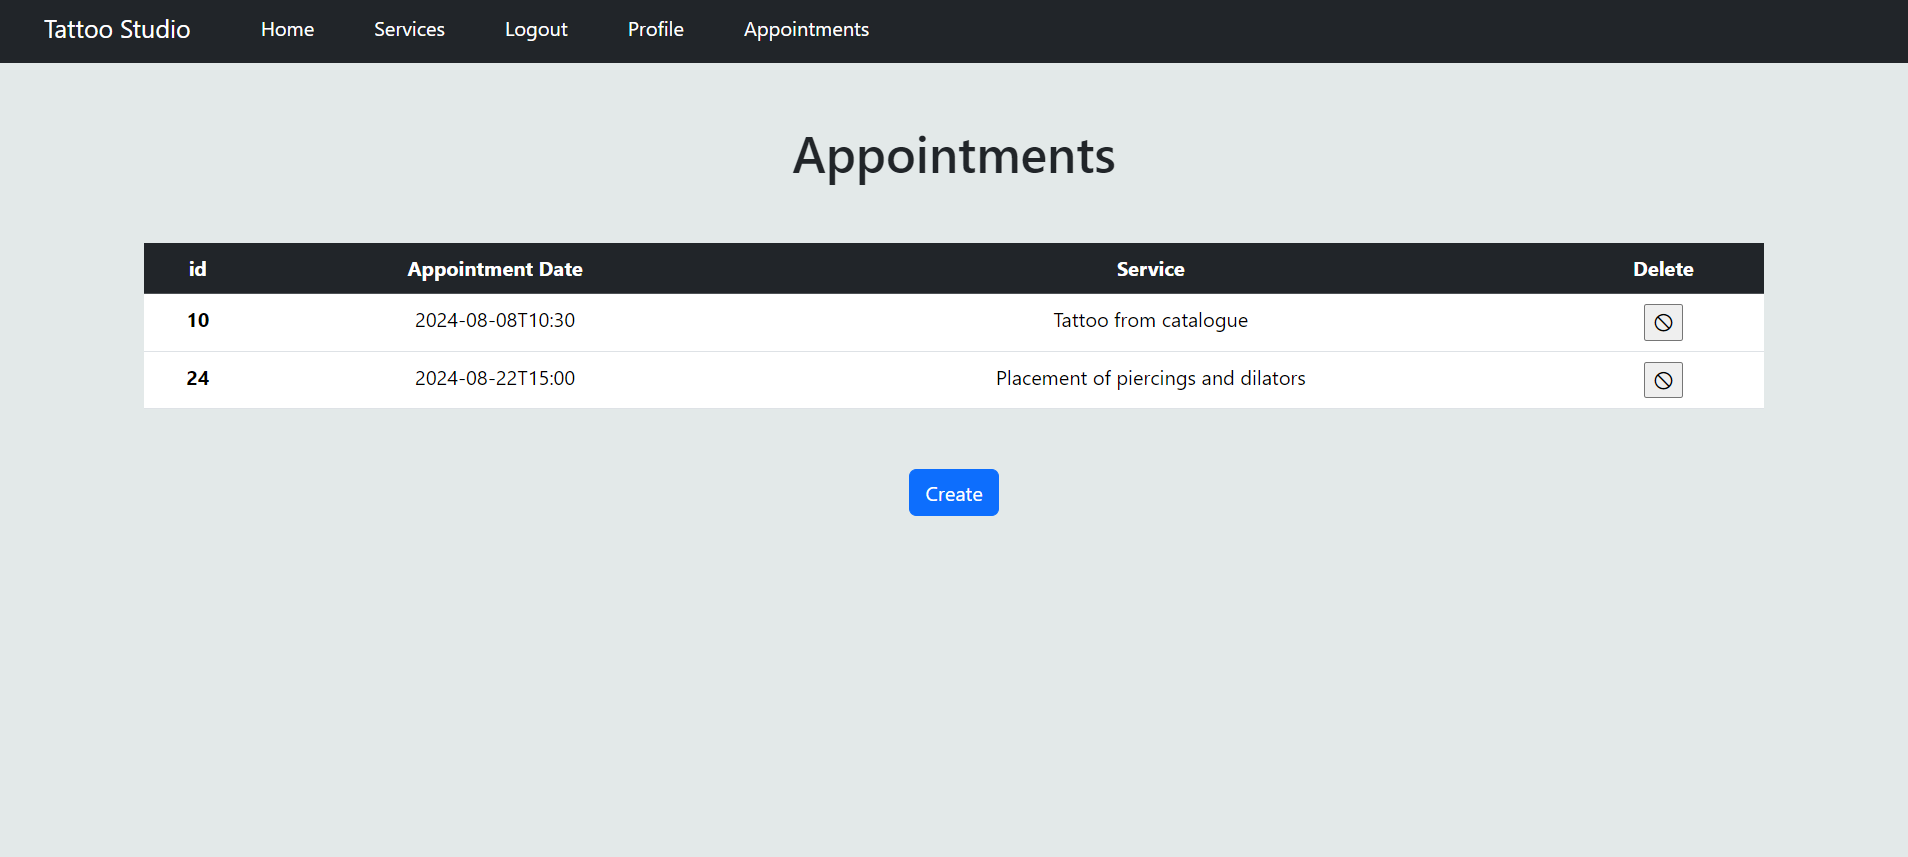 Tattoo Studio Home Services Logout Profile Appointments
Appointments
id Appointment Date Service Delete
10 2024-08-08T10:30 Tattoo from catalogue
24 2024-08-22T15:00 Placement of piercings and dilators
Create